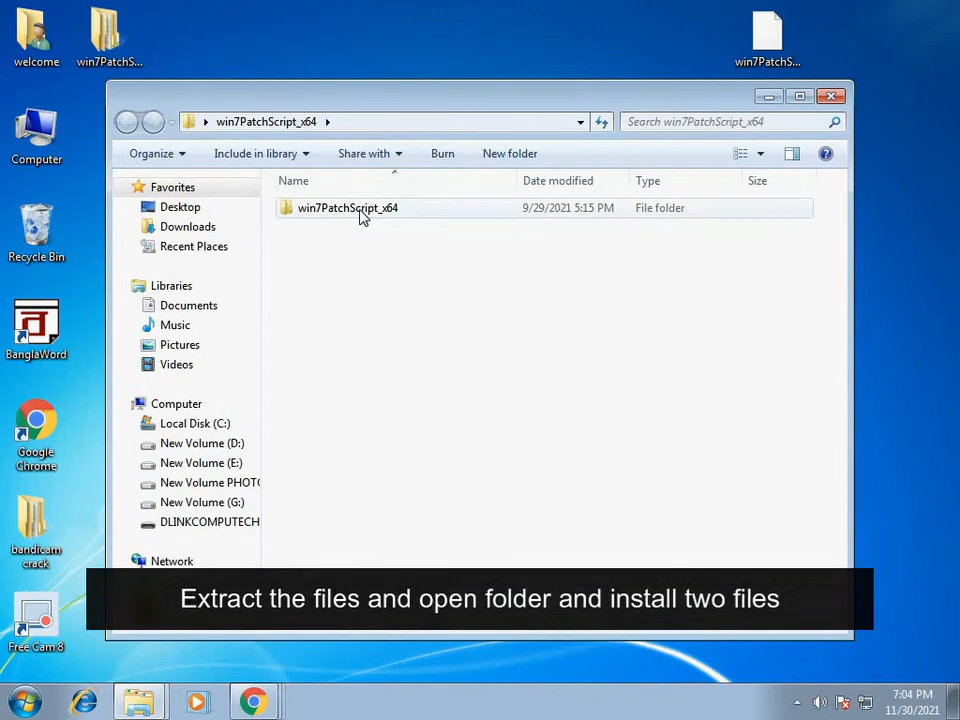 welcome
win7PatchS...
win7PatchS...
Computer
Recycle Bin
BanglaWord
Google
Chrome
bandicam
crack
Free Cam 8
win7PatchScript_x64
Search win7PatchScript_x64
Organize
Include in library
Share with
Burn
New folder
Name
Date modified
Type
Size
win7PatchScript_x64
9/29/2021 5:15 PM
File folder
Favorites
Desktop
Downloads
Recent Places
Libraries
Documents
Music
Pictures
Videos
Computer
Local Disk (C:)
New Volume (D:)
New Volume (E:)
New Volume PHOTO
New Volume (G:)
DLINKCOMPUTECH
Network
Extract the files and open folder and install two files
7:04 PM
11/30/2021